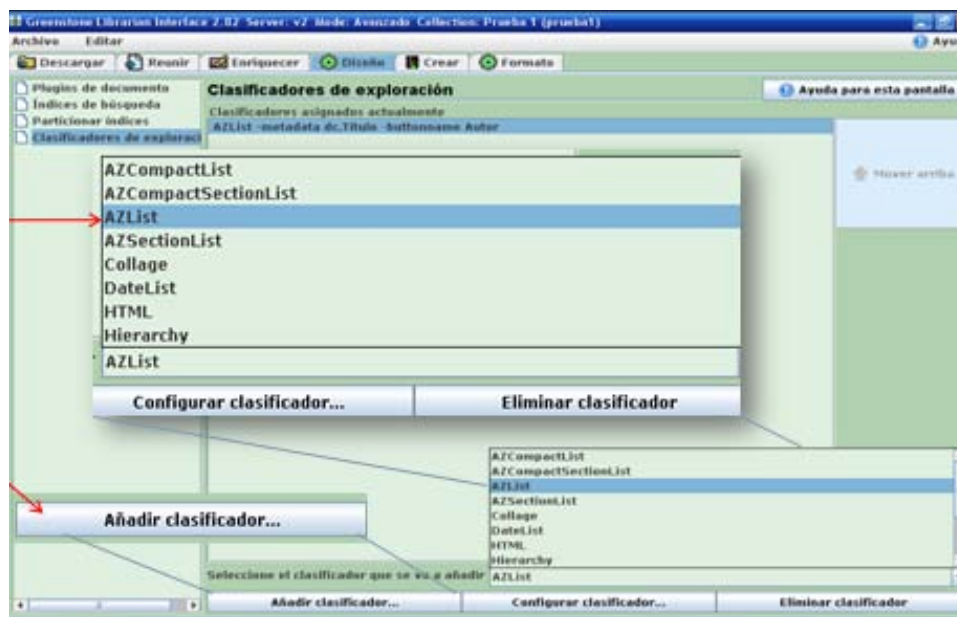 Greenstone Librarian Interface 2.82 Server: v2 Mode: Avanzado Collection: Prueba 1 (prueba1)
Archivo Editar Ayu
Descargar Reunir Enriquecer Diseño Crear Formato
Plugins de documento
Índices de búsqueda
Particionar índices
Clasificadores de exploraci
Clasificadores de exploración
Ayuda para esta pantalla
Clasificadores asignados actualmente
AZList -metadata dc.Título -buttonname Autor
Mover arriba
AZCompactList
AZCompactSectionList
AZList
AZSectionList
Collage
DateList
HTML
Hierarchy
AZList
Configurar clasificador... Eliminar clasificador
Añadir clasificador...
AZCompactList
AZCompactSectionList
AZList
AZSectionList
Collage
DateList
HTML
Hierarchy
Seleccione el clasificador que se va a añadir AZList
Añadir clasificador... Configurar clasificador... Eliminar clasificador